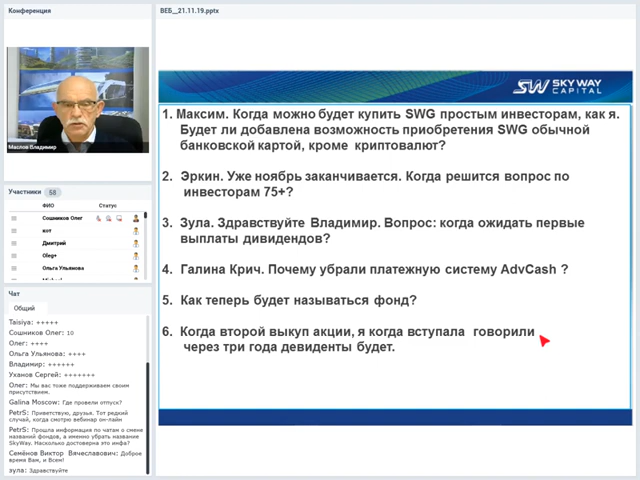 Конференция
ВЕБ__21.11.19.pptx
Маслов Владимир
SW SKY WAY
CAPITAL
1. Максим. Когда можно будет купить SWG простым инвесторам, как я.
Будет ли добавлена возможность приобретения SWG обычной
банковской картой, кроме криптовалют?
2. Эркин. Уже ноябрь заканчивается. Когда решится вопрос по
инвесторам 75+?
3. Зула. Здравствуйте Владимир. Вопрос: когда ожидать первые
выплаты дивидендов?
4. Галина Крич. Почему убрали платежную систему AdvCash ?
5. Как теперь будет называться фонд?
6. Когда второй выкуп акции, я когда вступала говорили
через три года девиденты будет.
Участники 58
ФИО Статус
Сошников Олег
кот
Дмитрий
Oleg+
Ольга Ульянова
Чат
Общий
Taisiya: +++++
Сошников Олег: 10
Олег: ++++
Ольга Ульянова: ++++
Владимир: ++++++
Уханов Сергей: +++++++
Олег: Мы вас тоже поддерживаем своим
присутствием.
Galina Moscow: Где провели отпуск?
PetrS: Приветствую, друзья. Тот редкий
случай, когда смотрю вебинар он-лайн
PetrS: Прошла информация по чатам о смене
названий фондов, а именно убрать названия
SkyWay. Насколько достоверна это инфа?
Семёнов Виктор Вячеславович: Доброе
время Вам, и Всем!
зула: Здравствуйте